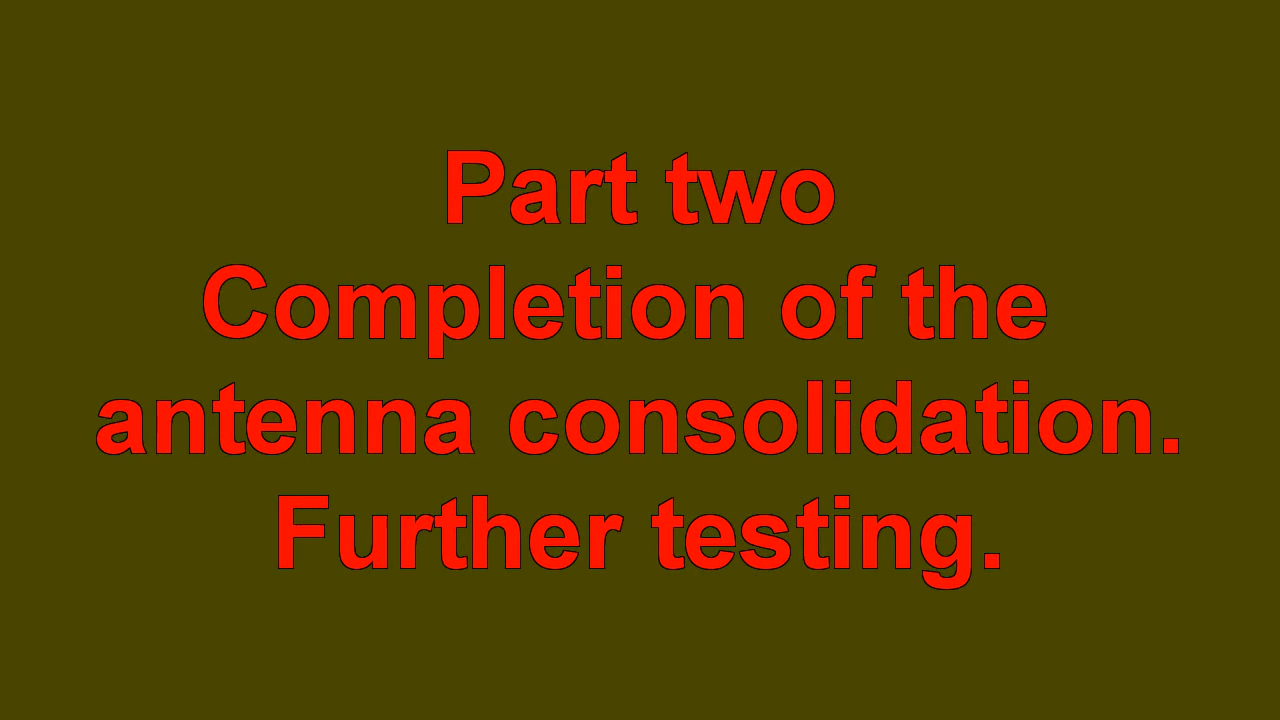 Part two
Completion of the
antenna consolidation.
Further testing.